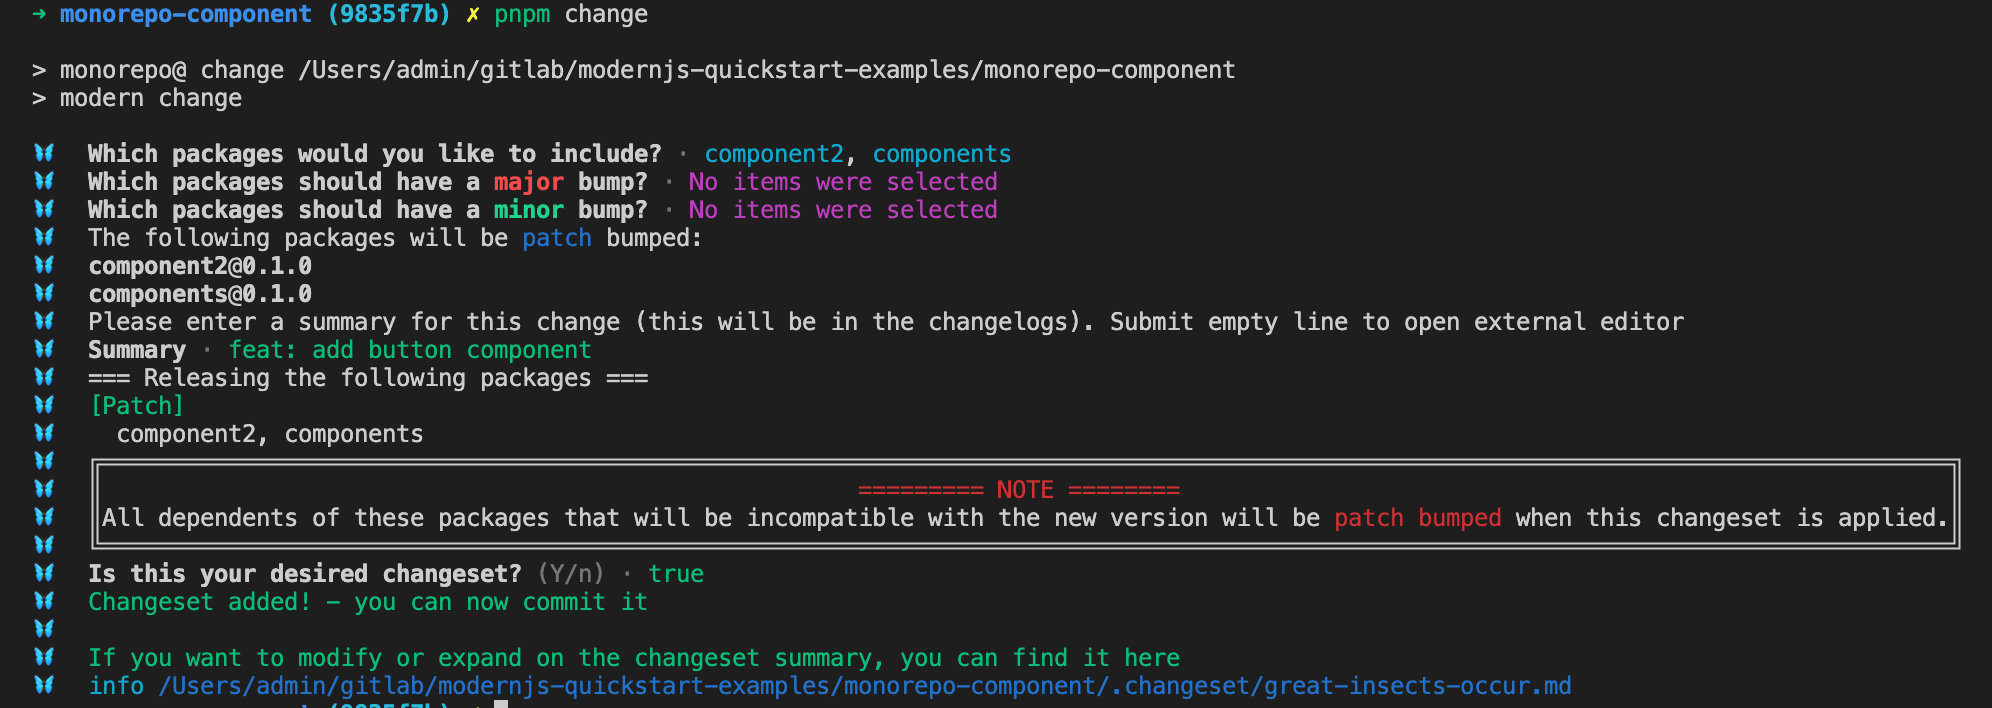 → monorepo-component (9835f7b) ✗ pnpm change
> monorepo@ change /Users/admin/gitlab/modernjs-quickstart-examples/monorepo-component
> modern change
🦋 Which packages would you like to include? · component2, components
🦋 Which packages should have a major bump? · No items were selected
🦋 Which packages should have a minor bump? · No items were selected
🦋 The following packages will be patch bumped:
🦋 component2@0.1.0
🦋 components@0.1.0
🦋 Please enter a summary for this change (this will be in the changelogs). Submit empty line to open external editor
🦋 Summary · feat: add button component
🦋 === Releasing the following packages ===
🦋 [Patch]
🦋 component2, components
🦋
🦋 ========= NOTE ========
🦋 All dependents of these packages that will be incompatible with the new version will be patch bumped when this changeset is applied.
🦋
🦋 Is this your desired changeset? (Y/n) · true
🦋 Changeset added! – you can now commit it
🦋
🦋 If you want to modify or expand on the changeset summary, you can find it here
🦋 info /Users/admin/gitlab/modernjs-quickstart-examples/monorepo-component/.changeset/great-insects-occur.md
(9835f7b)